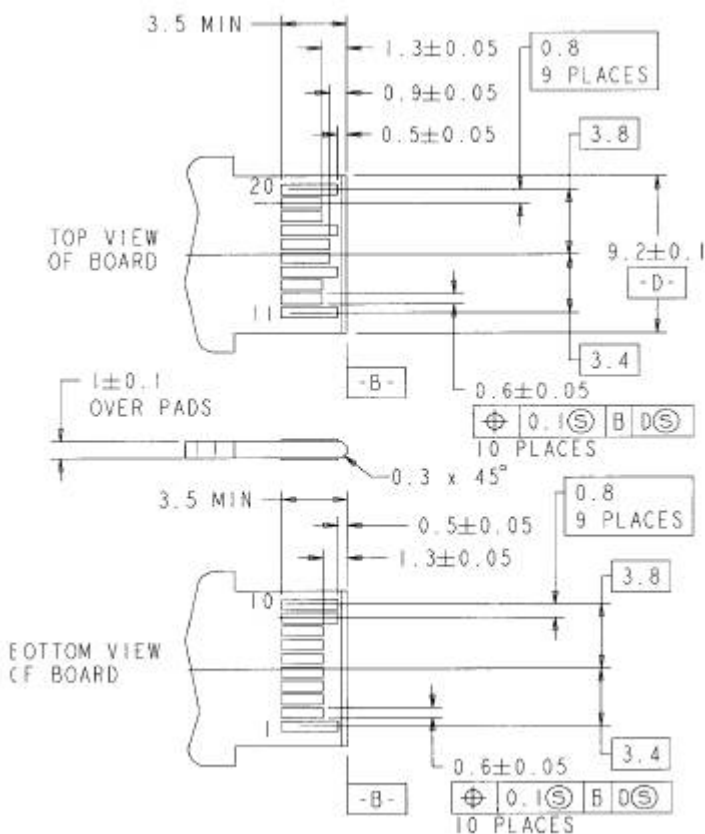 3.5 MIN
1.3±0.05
0.8
9 PLACES
0.9±0.05
0.5±0.05
3.8
20
TOP VIEW
OF BOARD
9.2±0.1
-D-
11
3.4
-B-
1±0.1
OVER PADS
0.6±0.05
⌖ 0.1Ⓢ B DⓈ
10 PLACES
0.3 x 45°
3.5 MIN
0.8
9 PLACES
0.5±0.05
1.3±0.05
3.8
10
BOTTOM VIEW
OF BOARD
1
3.4
0.6±0.05
-B-
⌖ 0.1Ⓢ B DⓈ
10 PLACES